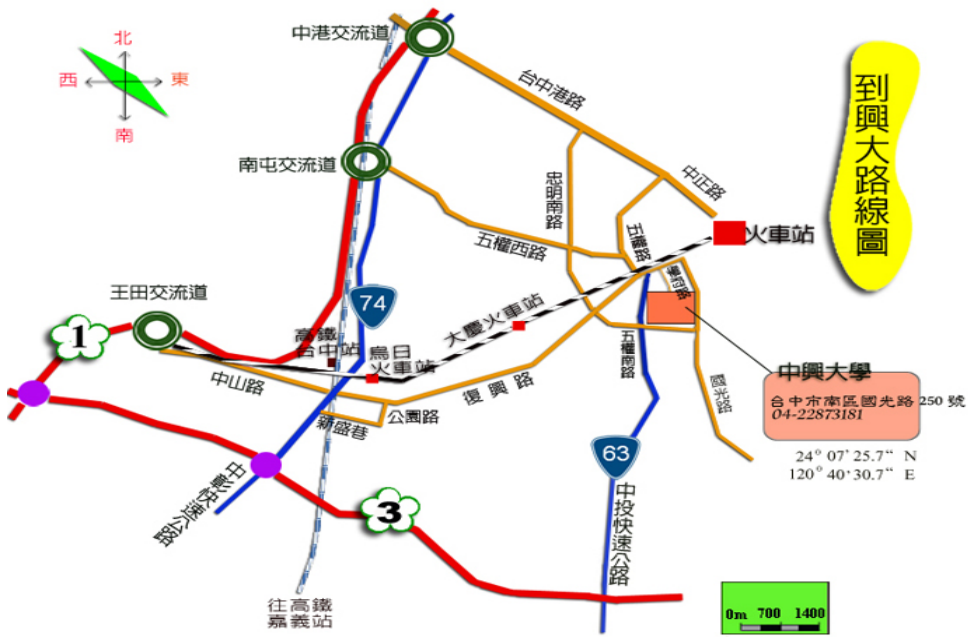 中港交流道
北
西
東
南
台中港路
到興大路線圖
南屯交流道
忠明南路
中正路
五權西路
五權路
火車站
學府路
王田交流道
74
大慶火車站
1
高鐵
台中站
烏日
火車站
五權南路
中山路
復興路
國光路
中興大學
台中市南區國光路 250 號
04-22873181
公園路
新盛巷
24° 07' 25.7" N
120° 40' 30.7" E
63
中彰快速公路
3
中投快速公路
往高鐵
嘉義站
0m 700 1400